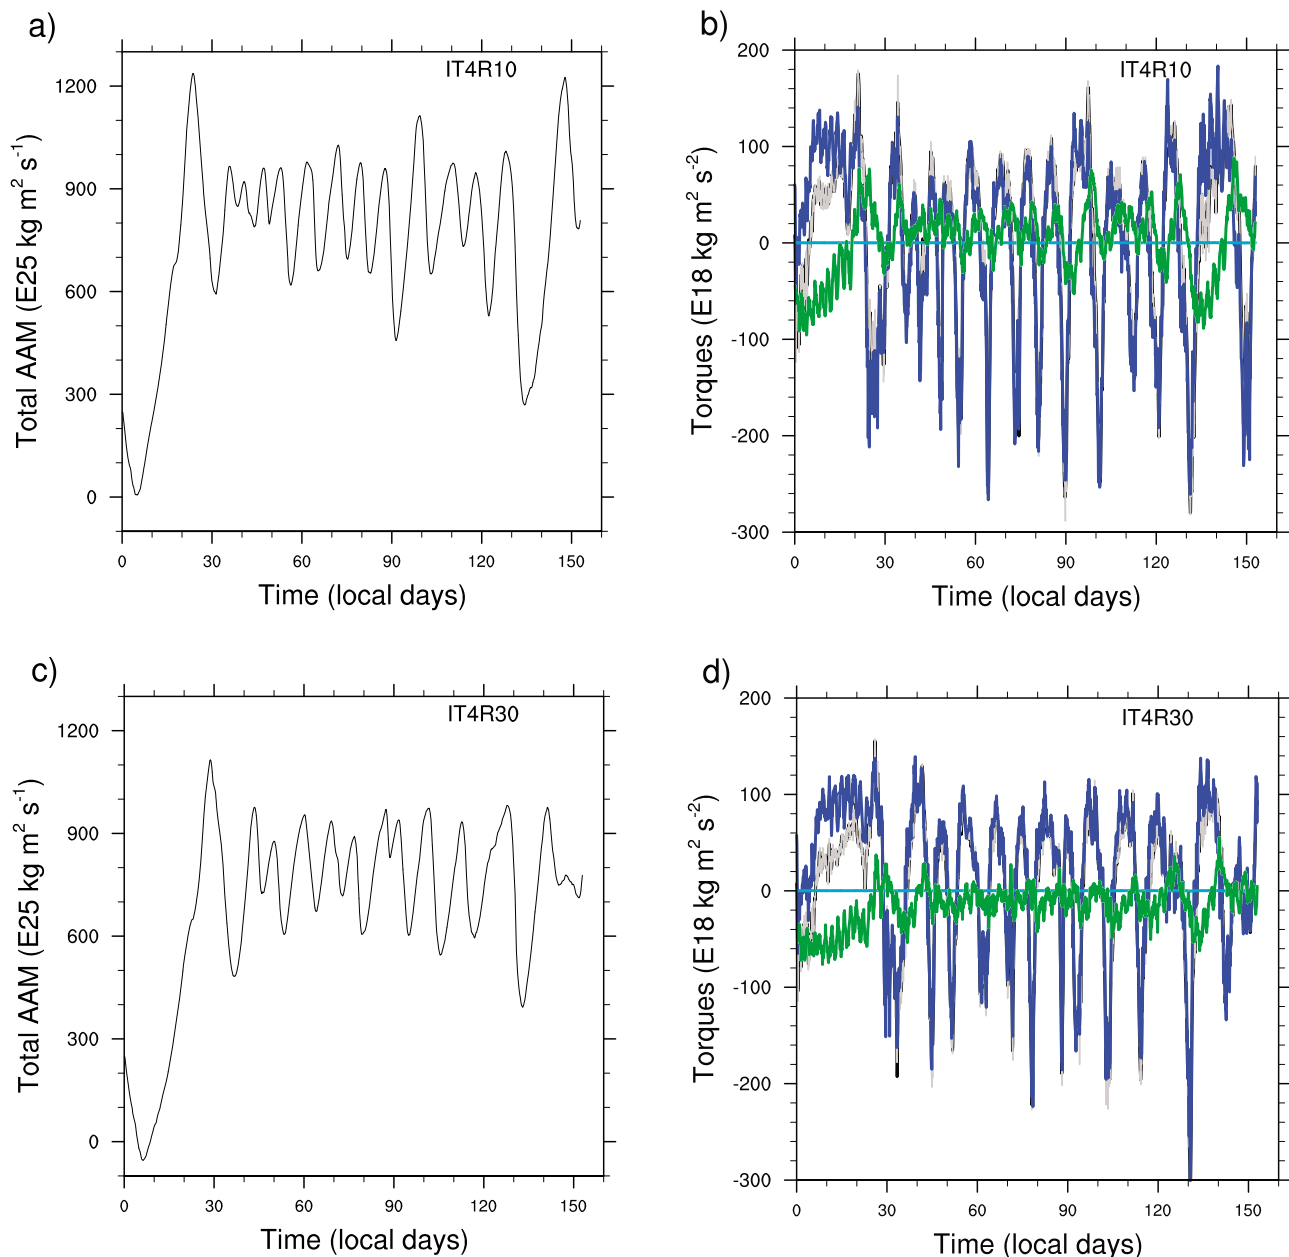 a)
IT4R10
Total AAM (E25 kg m² s⁻¹)
1200
900
600
300
0
0 30 60 90 120 150
Time (local days)
b)
IT4R10
Torques (E18 kg m² s⁻²)
200
100
0
-100
-200
-300
0 30 60 90 120 150
Time (local days)
c)
IT4R30
Total AAM (E25 kg m² s⁻¹)
1200
900
600
300
0
0 30 60 90 120 150
Time (local days)
d)
IT4R30
Torques (E18 kg m² s⁻²)
200
100
0
-100
-200
-300
0 30 60 90 120 150
Time (local days)